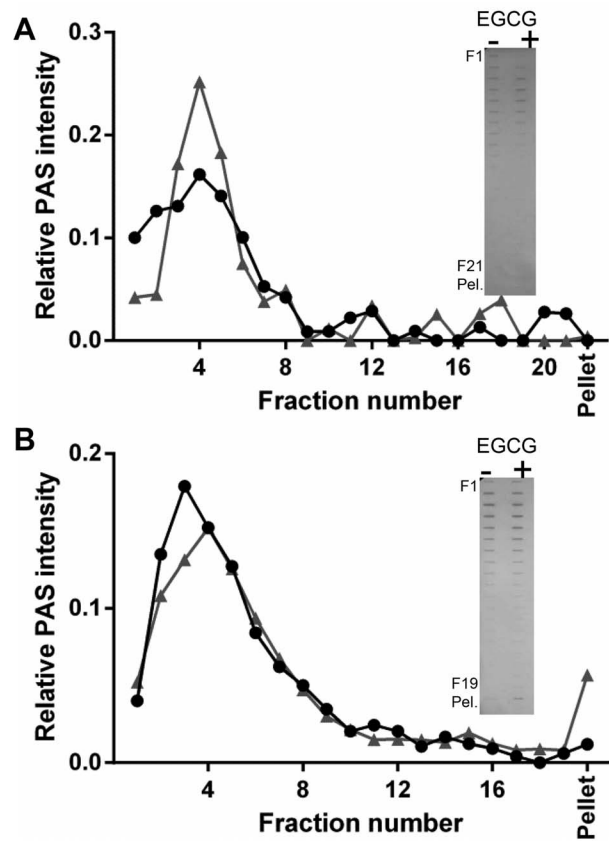 A
Relative PAS intensity
0.3
0.2
0.1
0.0
4
8
12
16
20
Pellet
Fraction number
EGCG
- +
F1
F21
Pel.
B
Relative PAS intensity
0.2
0.1
0.0
4
8
12
16
Pellet
Fraction number
EGCG
- +
F1
F19
Pel.